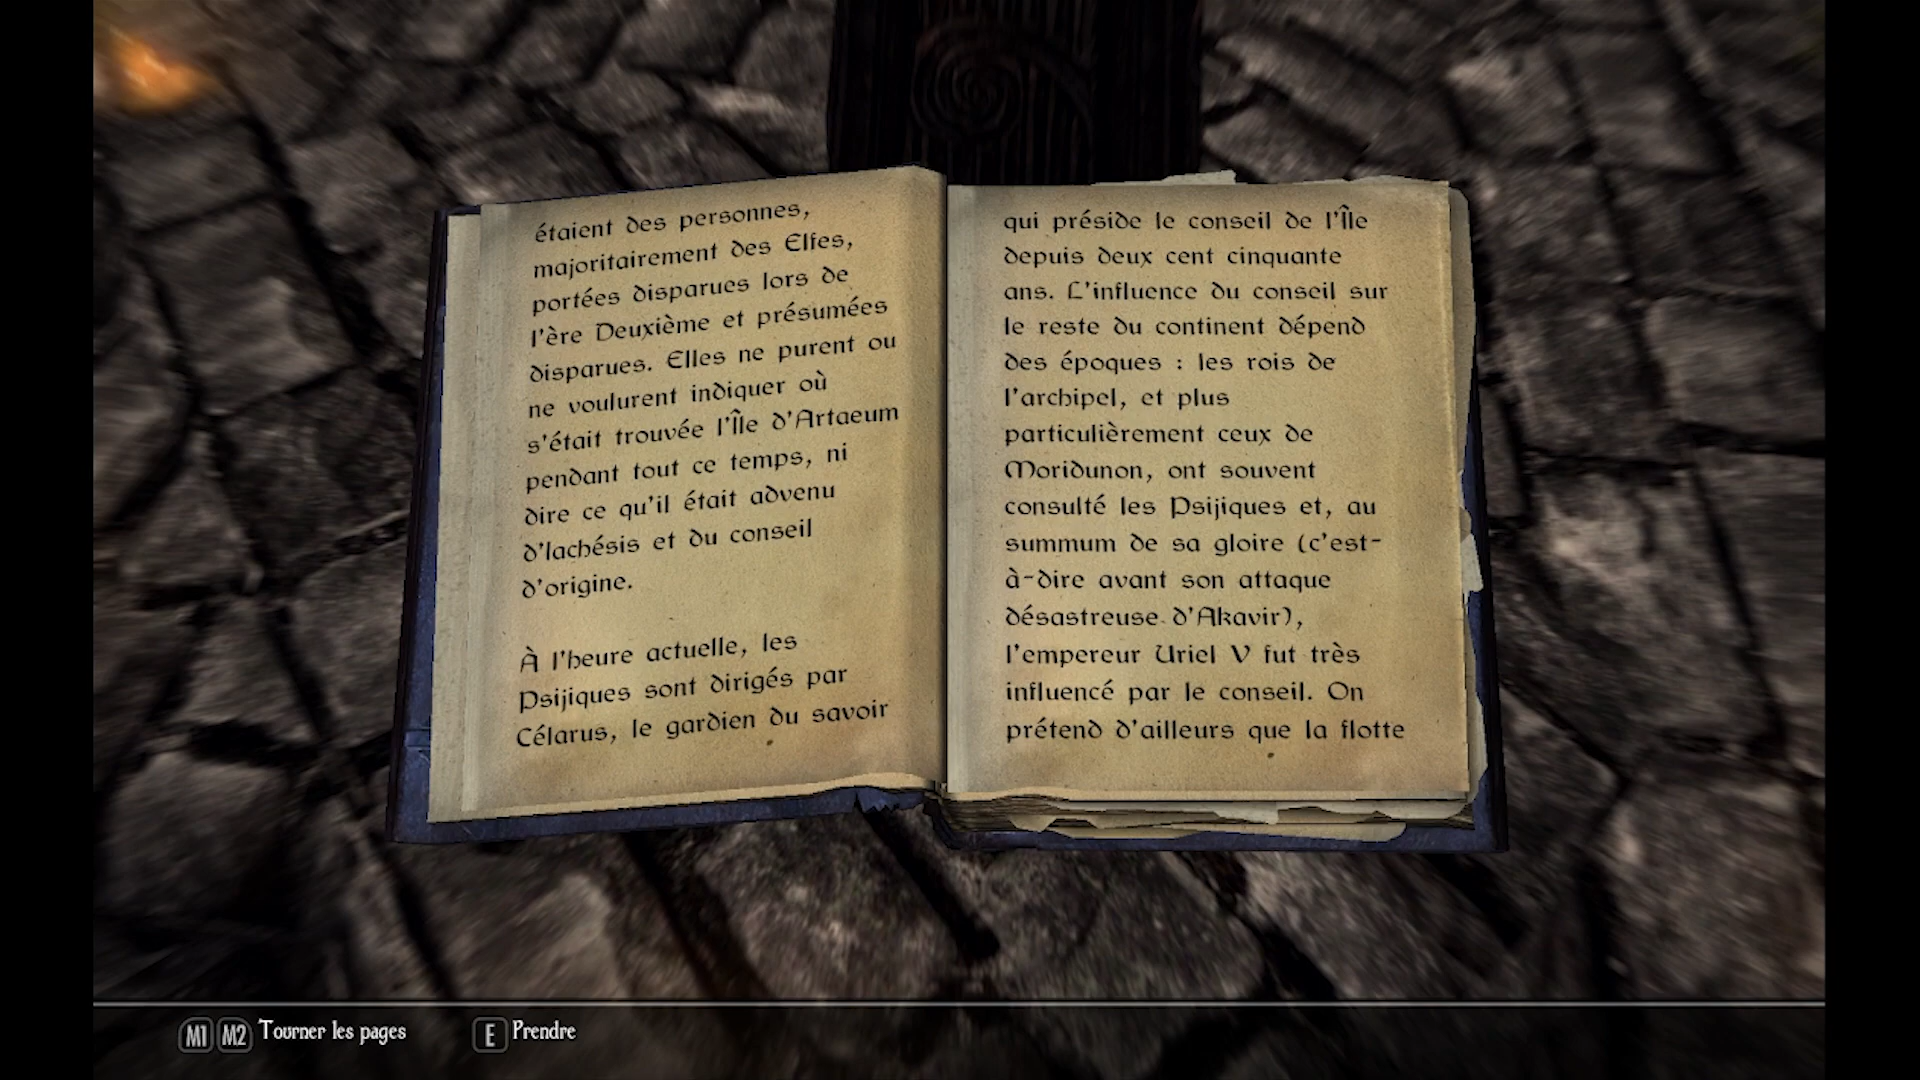 étaient des personnes,
majoritairement des Elfes,
portées disparues lors de
l'ère Deuxième et présumées
disparues. Elles ne purent ou
ne voulurent indiquer où
s'était trouvée l'Île d'Artaeum
pendant tout ce temps, ni
dire ce qu'il était advenu
d'Iachésis et du conseil
d'origine.
À l'heure actuelle, les
Psijiques sont dirigés par
Célarus, le gardien du savoir
qui préside le conseil de l'Île
depuis deux cent cinquante
ans. L'influence du conseil sur
le reste du continent dépend
des époques : les rois de
l'archipel, et plus
particulièrement ceux de
Moridunon, ont souvent
consulté les Psijiques et, au
summum de sa gloire (c'est-
à-dire avant son attaque
désastreuse d'Akavir),
l'empereur Uriel V fut très
influencé par le conseil. On
prétend d'ailleurs que la flotte
M1 M2 Tourner les pages E Prendre